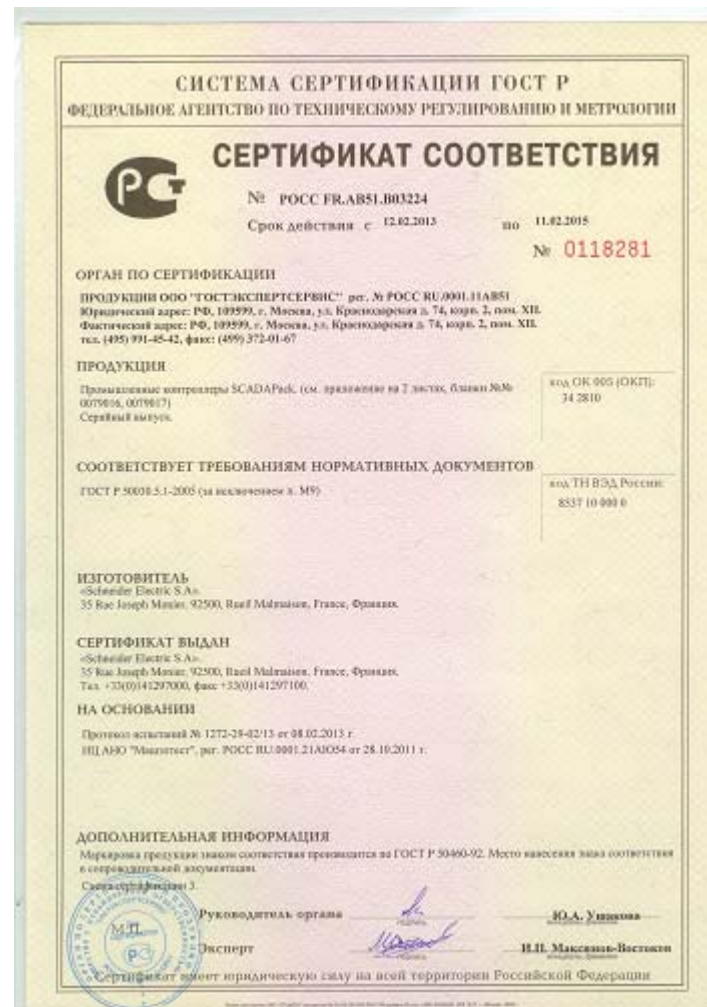 СИСТЕМА СЕРТИФИКАЦИИ ГОСТ Р
ФЕДЕРАЛЬНОЕ АГЕНТСТВО ПО ТЕХНИЧЕСКОМУ РЕГУЛИРОВАНИЮ И МЕТРОЛОГИИ
РСТ
СЕРТИФИКАТ СООТВЕТСТВИЯ
№ РОСС FR.АВ51.В03224
Срок действия с 12.02.2013 по 11.02.2015
№ 0118281
ОРГАН ПО СЕРТИФИКАЦИИ
ПРОДУКЦИИ ООО "ГОСТЭКСПЕРТСЕРВИС" рег. № РОСС RU.0001.11АВ51
Юридический адрес: РФ, 109599, г. Москва, ул. Краснодарская д. 74, корп. 2, пом. XII.
Фактический адрес: РФ, 109599, г. Москва, ул. Краснодарская д. 74, корп. 2, пом. XII.
тел. (495) 991-45-42, факс: (499) 372-01-67
ПРОДУКЦИЯ
Промышленные контроллеры SCADAPack. (см. приложение на 2 листах, бланки №№
0079016, 0079017)
Серийный выпуск.
код ОК 005 (ОКП):
34 2810
СООТВЕТСТВУЕТ ТРЕБОВАНИЯМ НОРМАТИВНЫХ ДОКУМЕНТОВ
ГОСТ Р 50030.5.1-2005 (за исключением п. М9)
код ТН ВЭД России:
8537 10 000 0
ИЗГОТОВИТЕЛЬ
«Schneider Electric S.A».
35 Rue Joseph Monier, 92500, Rueil Malmaison, France, Франция.
СЕРТИФИКАТ ВЫДАН
«Schneider Electric S.A».
35 Rue Joseph Monier, 92500, Rueil Malmaison, France, Франция.
Тел. +33(0)141297000, факс +33(0)141297100.
НА ОСНОВАНИИ
Протокол испытаний № 1272-29-02/13 от 08.02.2013 г.
ИЦ АНО "Машинтест", рег. РОСС RU.0001.21АЮ54 от 28.10.2011 г.
ДОПОЛНИТЕЛЬНАЯ ИНФОРМАЦИЯ
Маркировка продукции знаком соответствия производится по ГОСТ Р 50460-92. Место нанесения знака соответствия
в сопроводительной документации.
Схема сертификации 3.
М.П.
Руководитель органа
Ю.А. Ушакова
Эксперт
И.П. Максимов-Востоков
Сертификат имеет юридическую силу на всей территории Российской Федерации